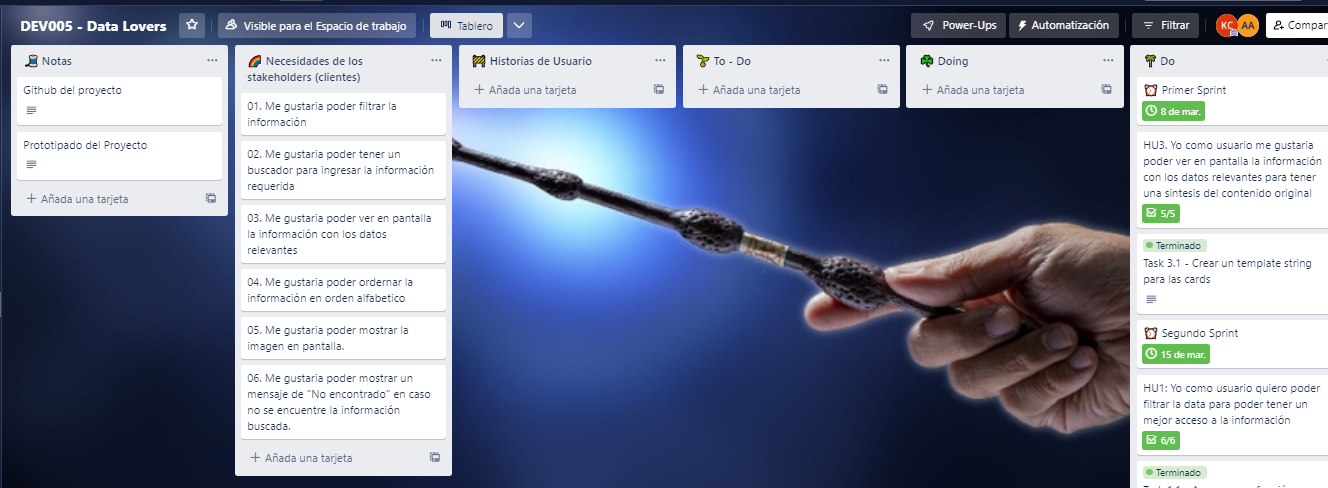 DEV005 - Data Lovers
Visible para el Espacio de trabajo
Tablero
Power-Ups
Automatización
Filtrar
KC
AA
Compar
Notas
Github del proyecto
Prototipado del Proyecto
+ Añada una tarjeta
Necesidades de los
stakeholders (clientes)
01. Me gustaria poder filtrar la
información
02. Me gustaria poder tener un
buscador para ingresar la información
requerida
03. Me gustaria poder ver en pantalla
la información con los datos
relevantes
04. Me gustaria poder ordernar la
información en orden alfabetico
05. Me gustaria poder mostrar la
imagen en pantalla.
06. Me gustaria poder mostrar un
mensaje de "No encontrado" en caso
no se encuentre la información
buscada.
+ Añada una tarjeta
Historias de Usuario
+ Añada una tarjeta
To - Do
+ Añada una tarjeta
Doing
+ Añada una tarjeta
Do
Primer Sprint
8 de mar.
HU3. Yo como usuario me gustaria
poder ver en pantalla la información
con los datos relevantes para tener
una sintesis del contenido original
5/5
Terminado
Task 3.1 - Crear un template string
para las cards
Segundo Sprint
15 de mar.
HU1: Yo como usuario quiero poder
filtrar la data para poder tener un
mejor acceso a la información
6/6
Terminado